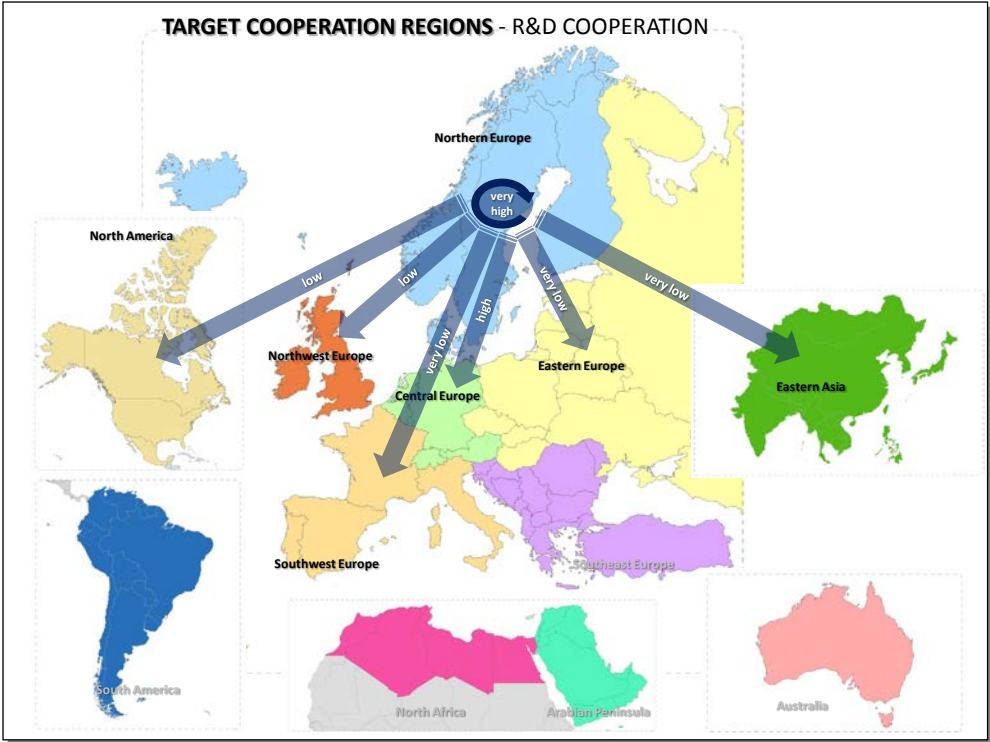 TARGET COOPERATION REGIONS - R&D COOPERATION
Northern Europe
very
high
North America
low
low
high
very low
very low
very low
Northwest Europe
Central Europe
Eastern Europe
Eastern Asia
Southwest Europe
Southeast Europe
South America
North Africa
Arabian Peninsula
Australia